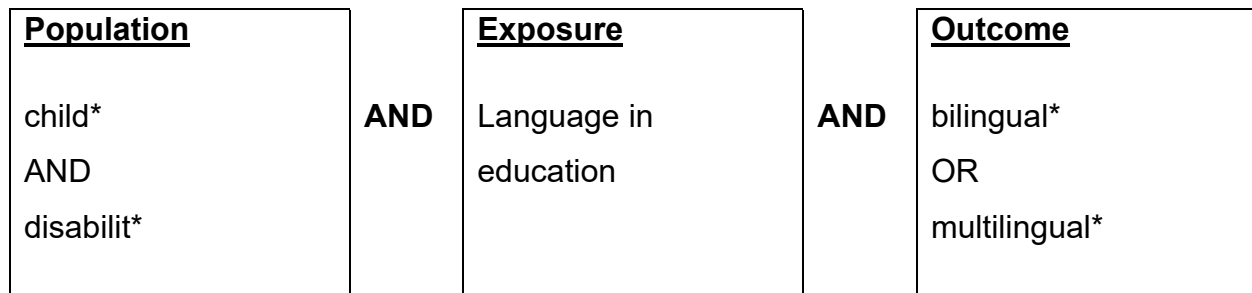 Population
child*
AND
disabilit*
AND
Exposure
Language in
education
AND
Outcome
bilingual*
OR
multilingual*